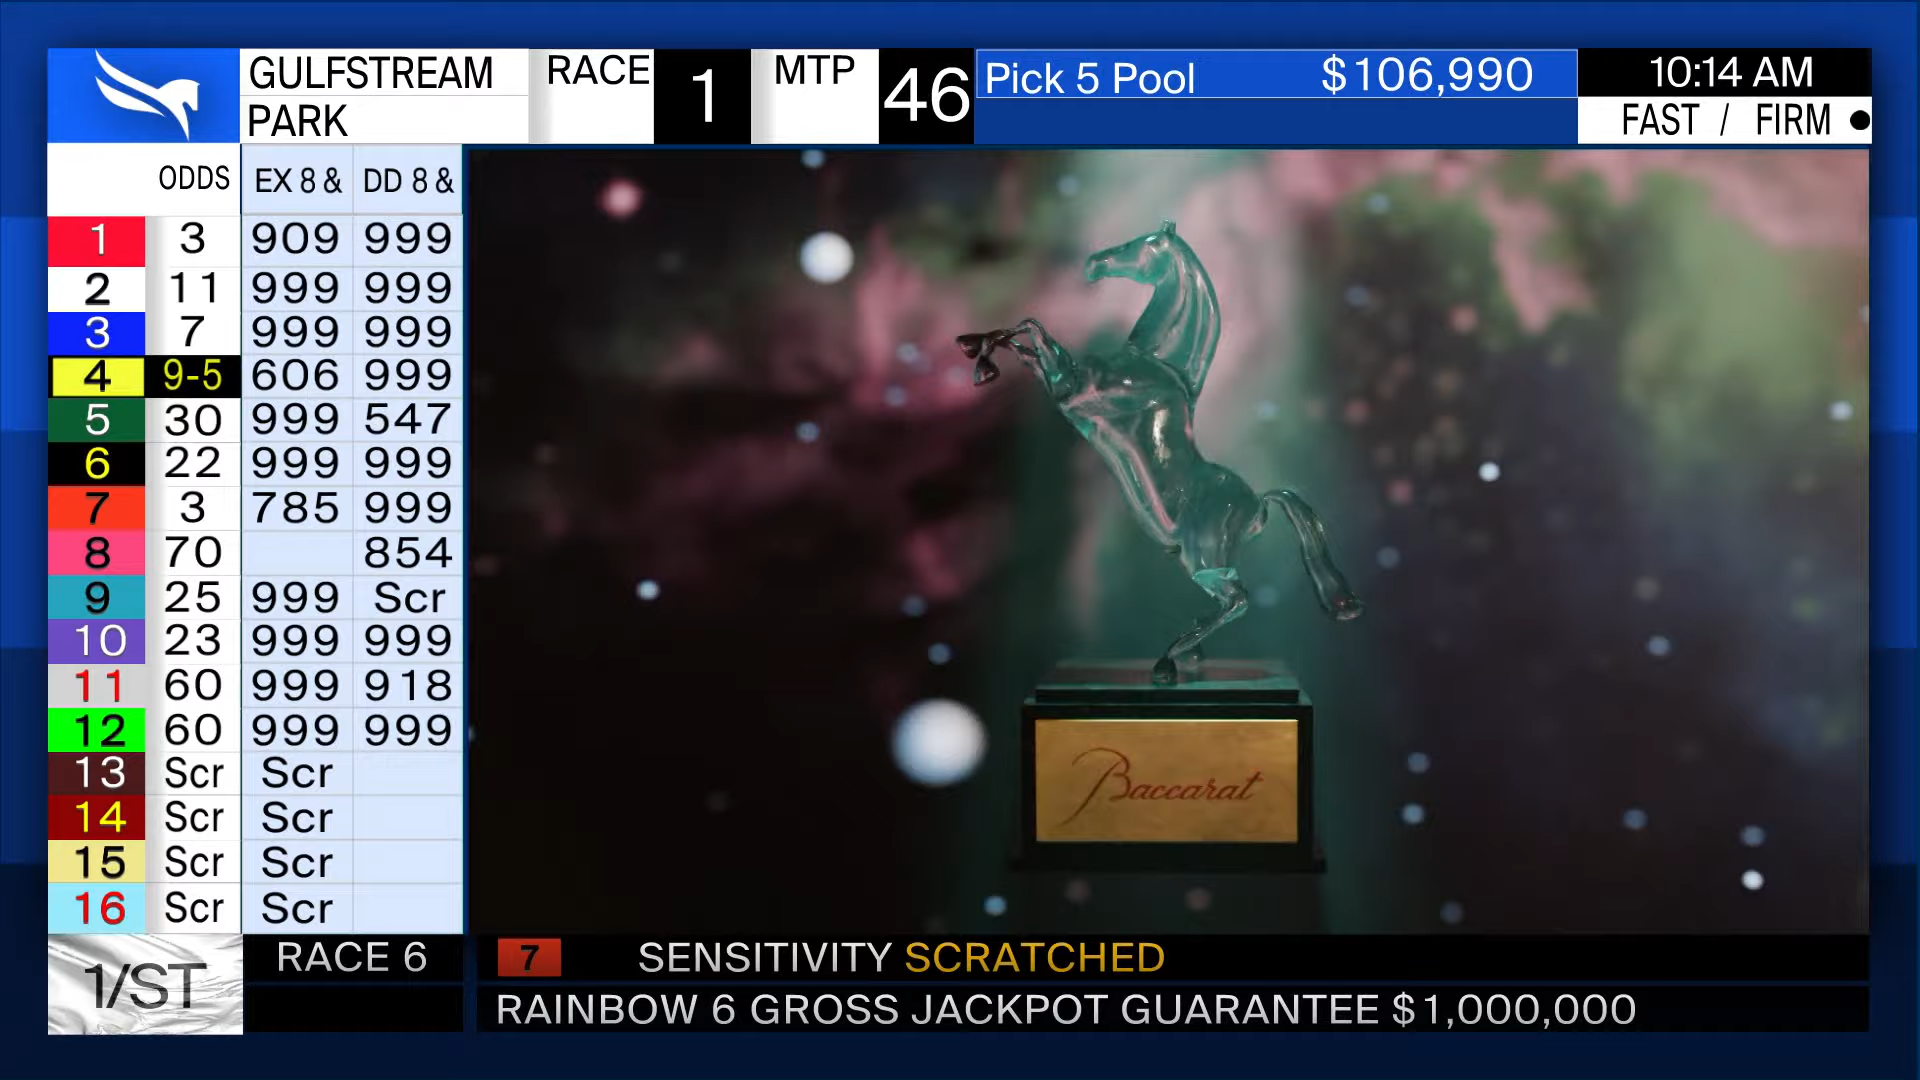 GULFSTREAM PARK
RACE 1 MTP 46
Pick 5 Pool $106,990
10:14 AM
FAST / FIRM
ODDS EX 8 & DD 8 &
1 3 909 999
2 11 999 999
3 7 999 999
4 9-5 606 999
5 30 999 547
6 22 999 999
7 3 785 999
8 70 854
9 25 999 Scr
10 23 999 999
11 60 999 918
12 60 999 999
13 Scr Scr
14 Scr Scr
15 Scr Scr
16 Scr Scr
Baccarat
1/ST
RACE 6 7 SENSITIVITY SCRATCHED
RAINBOW 6 GROSS JACKPOT GUARANTEE $1,000,000